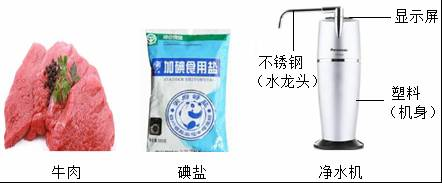 显示屏
不锈钢
（水龙头）
塑料
（机身）
加碘食用盐
Panasonic
牛肉
碘盐
净水机